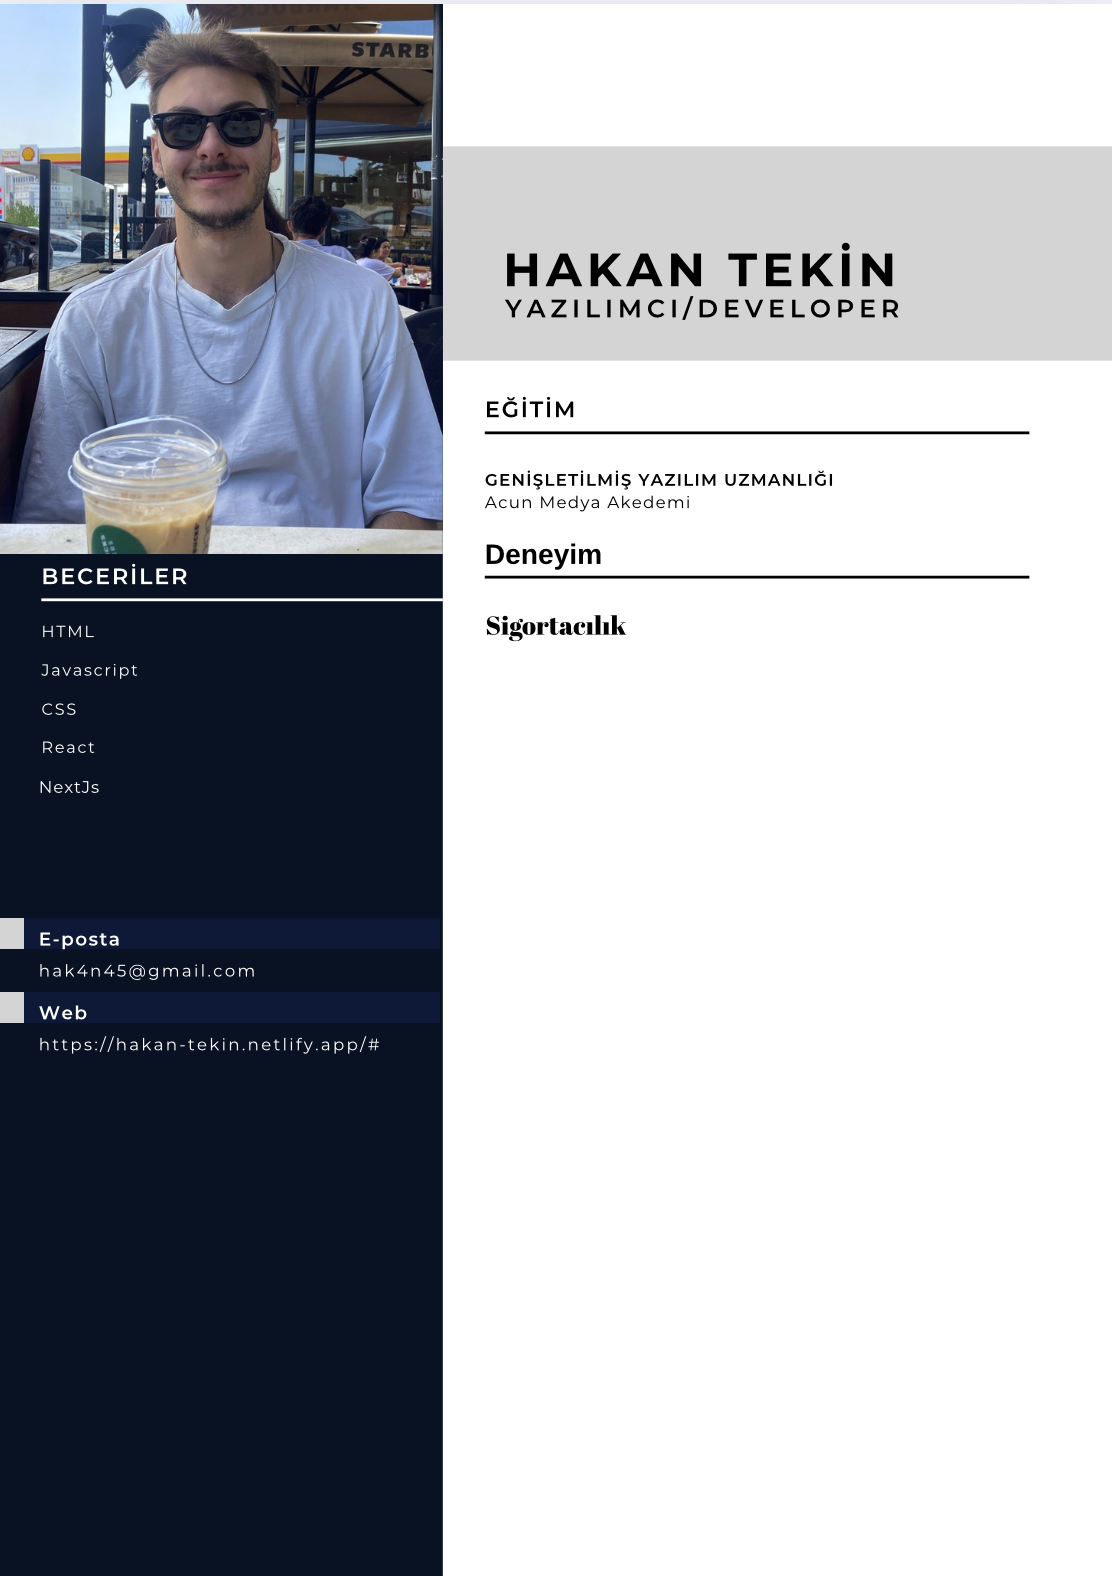 STARB
HAKAN TEKİN
YAZILIMCI/DEVELOPER
EĞİTİM
GENİŞLETİLMİŞ YAZILIM UZMANLIĞI
Acun Medya Akedemi
Deneyim
Sigortacılık
BECERİLER
HTML
Javascript
CSS
React
NextJs
E-posta
hak4n45@gmail.com
Web
https://hakan-tekin.netlify.app/#